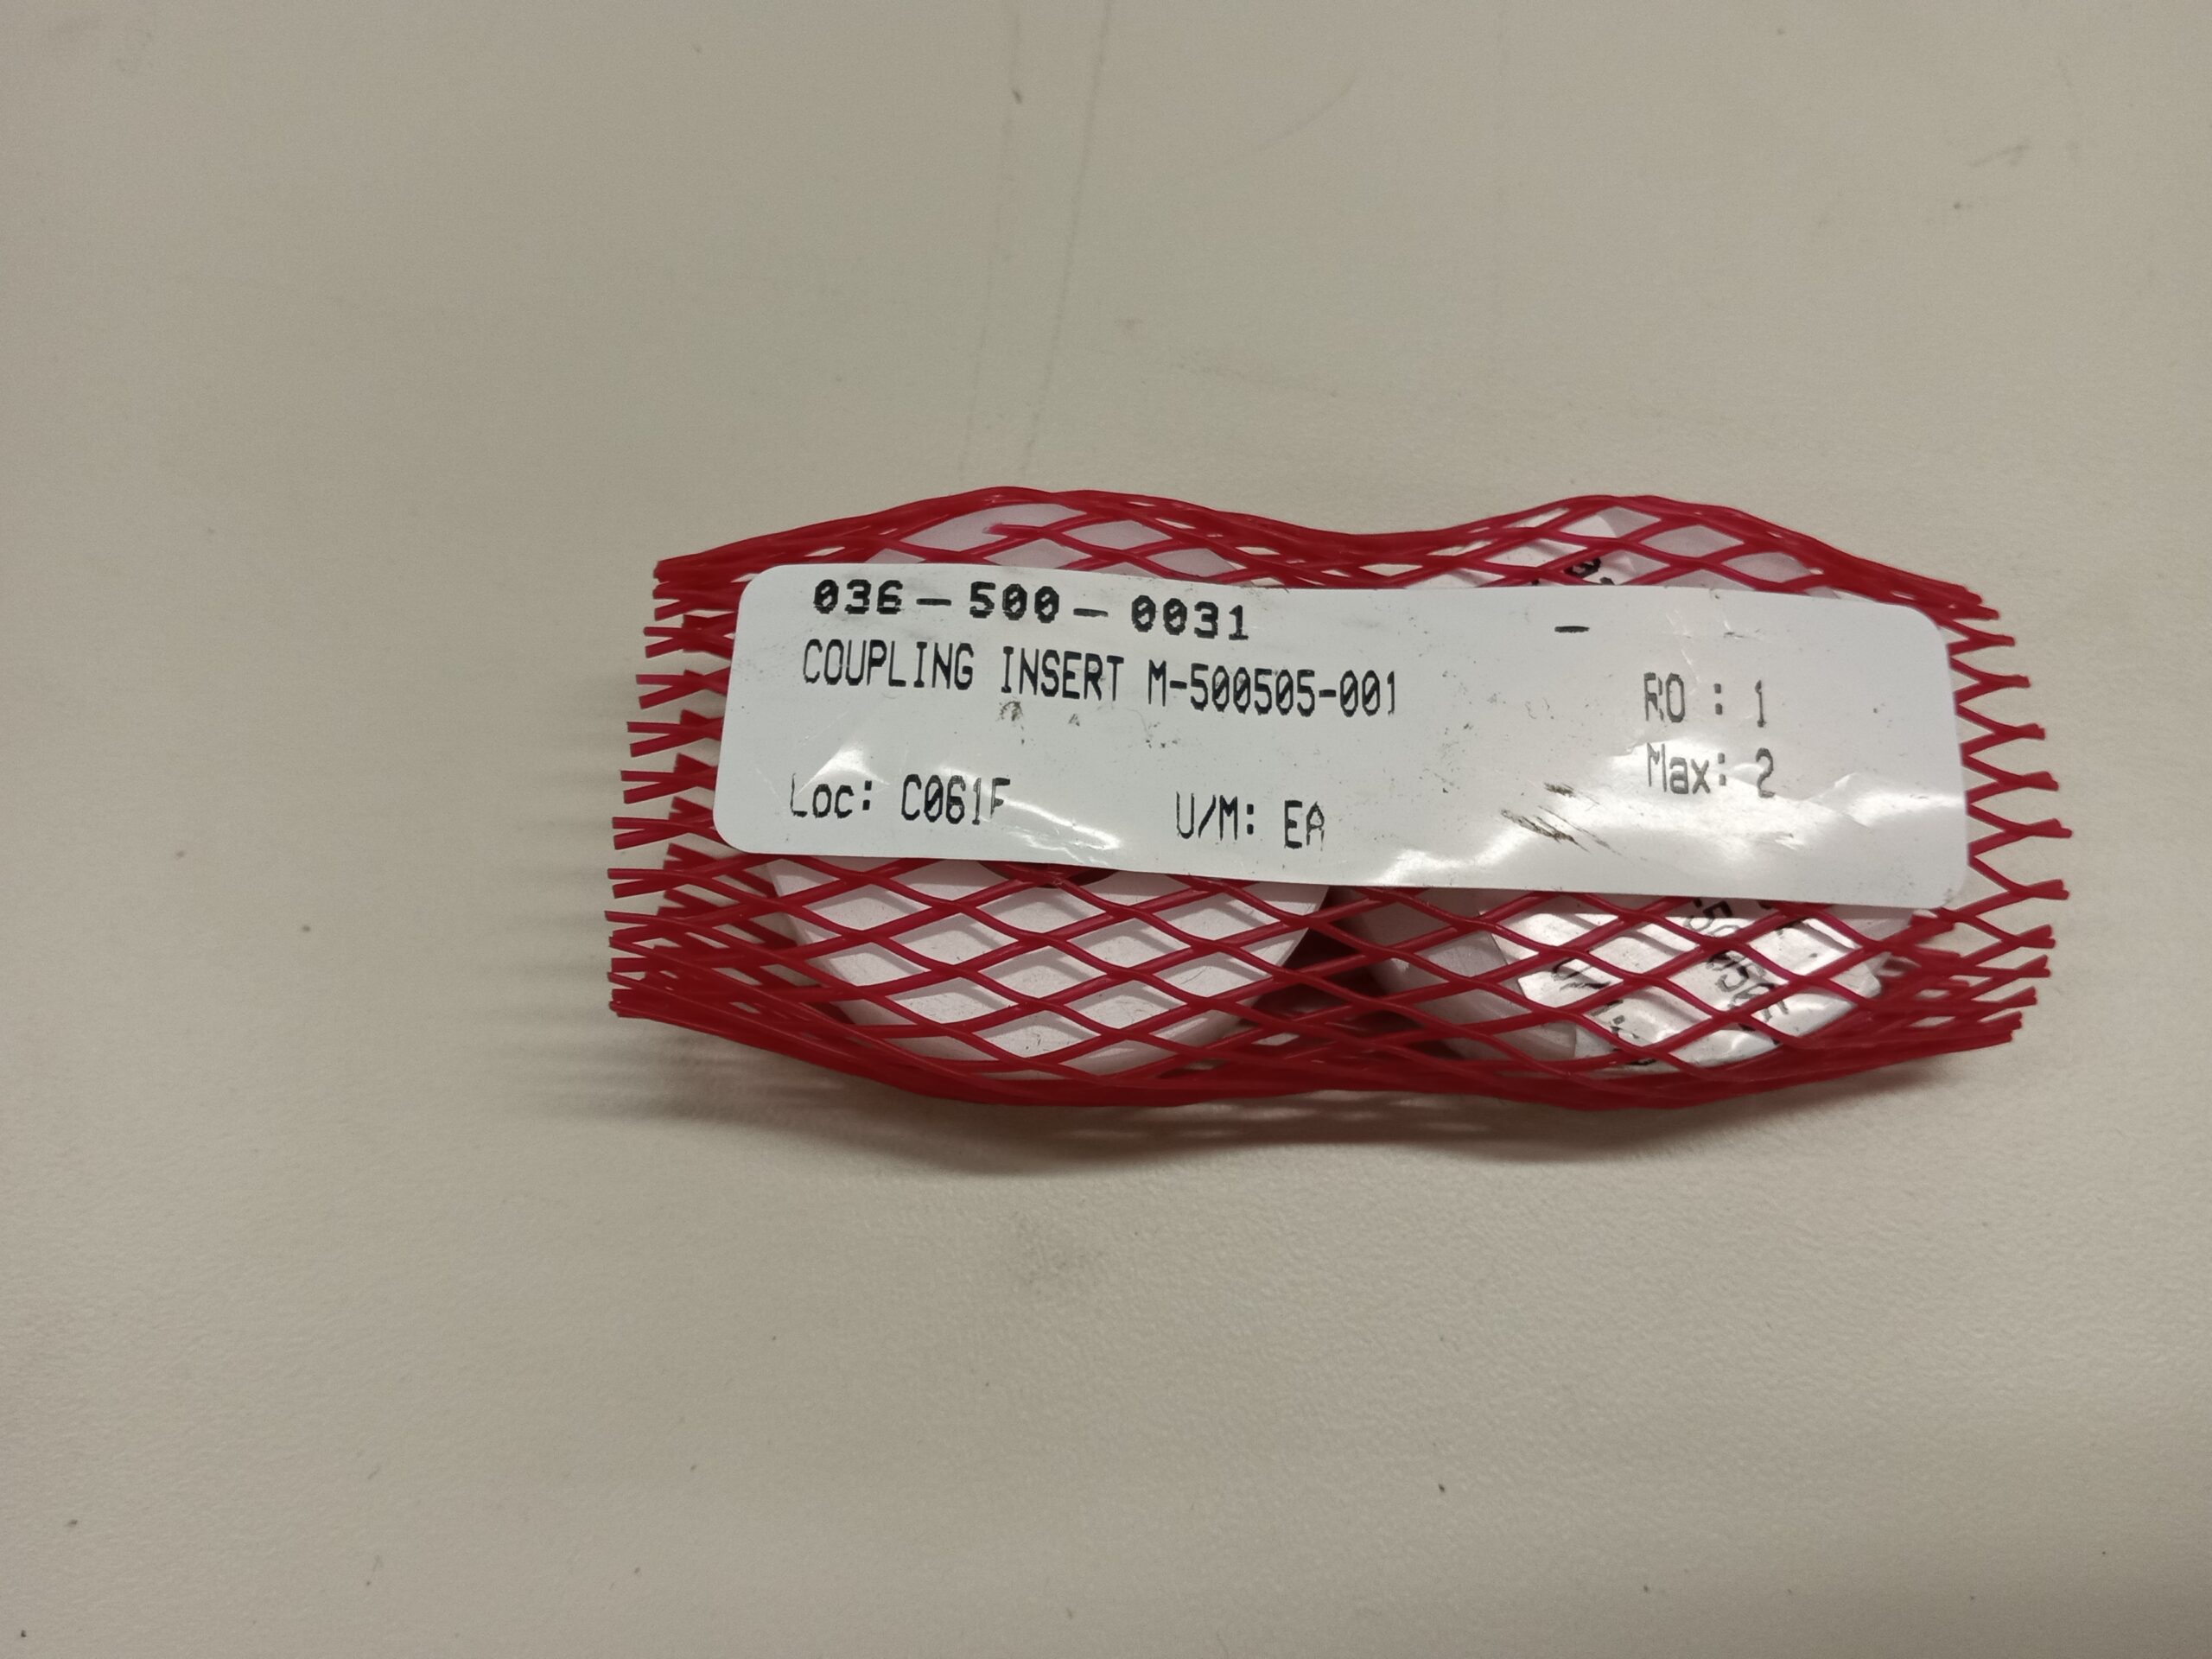 036-500-0031 -
COUPLING INSERT M-500505-001
RO : 1
Max: 2
Loc: C061F U/M: EA